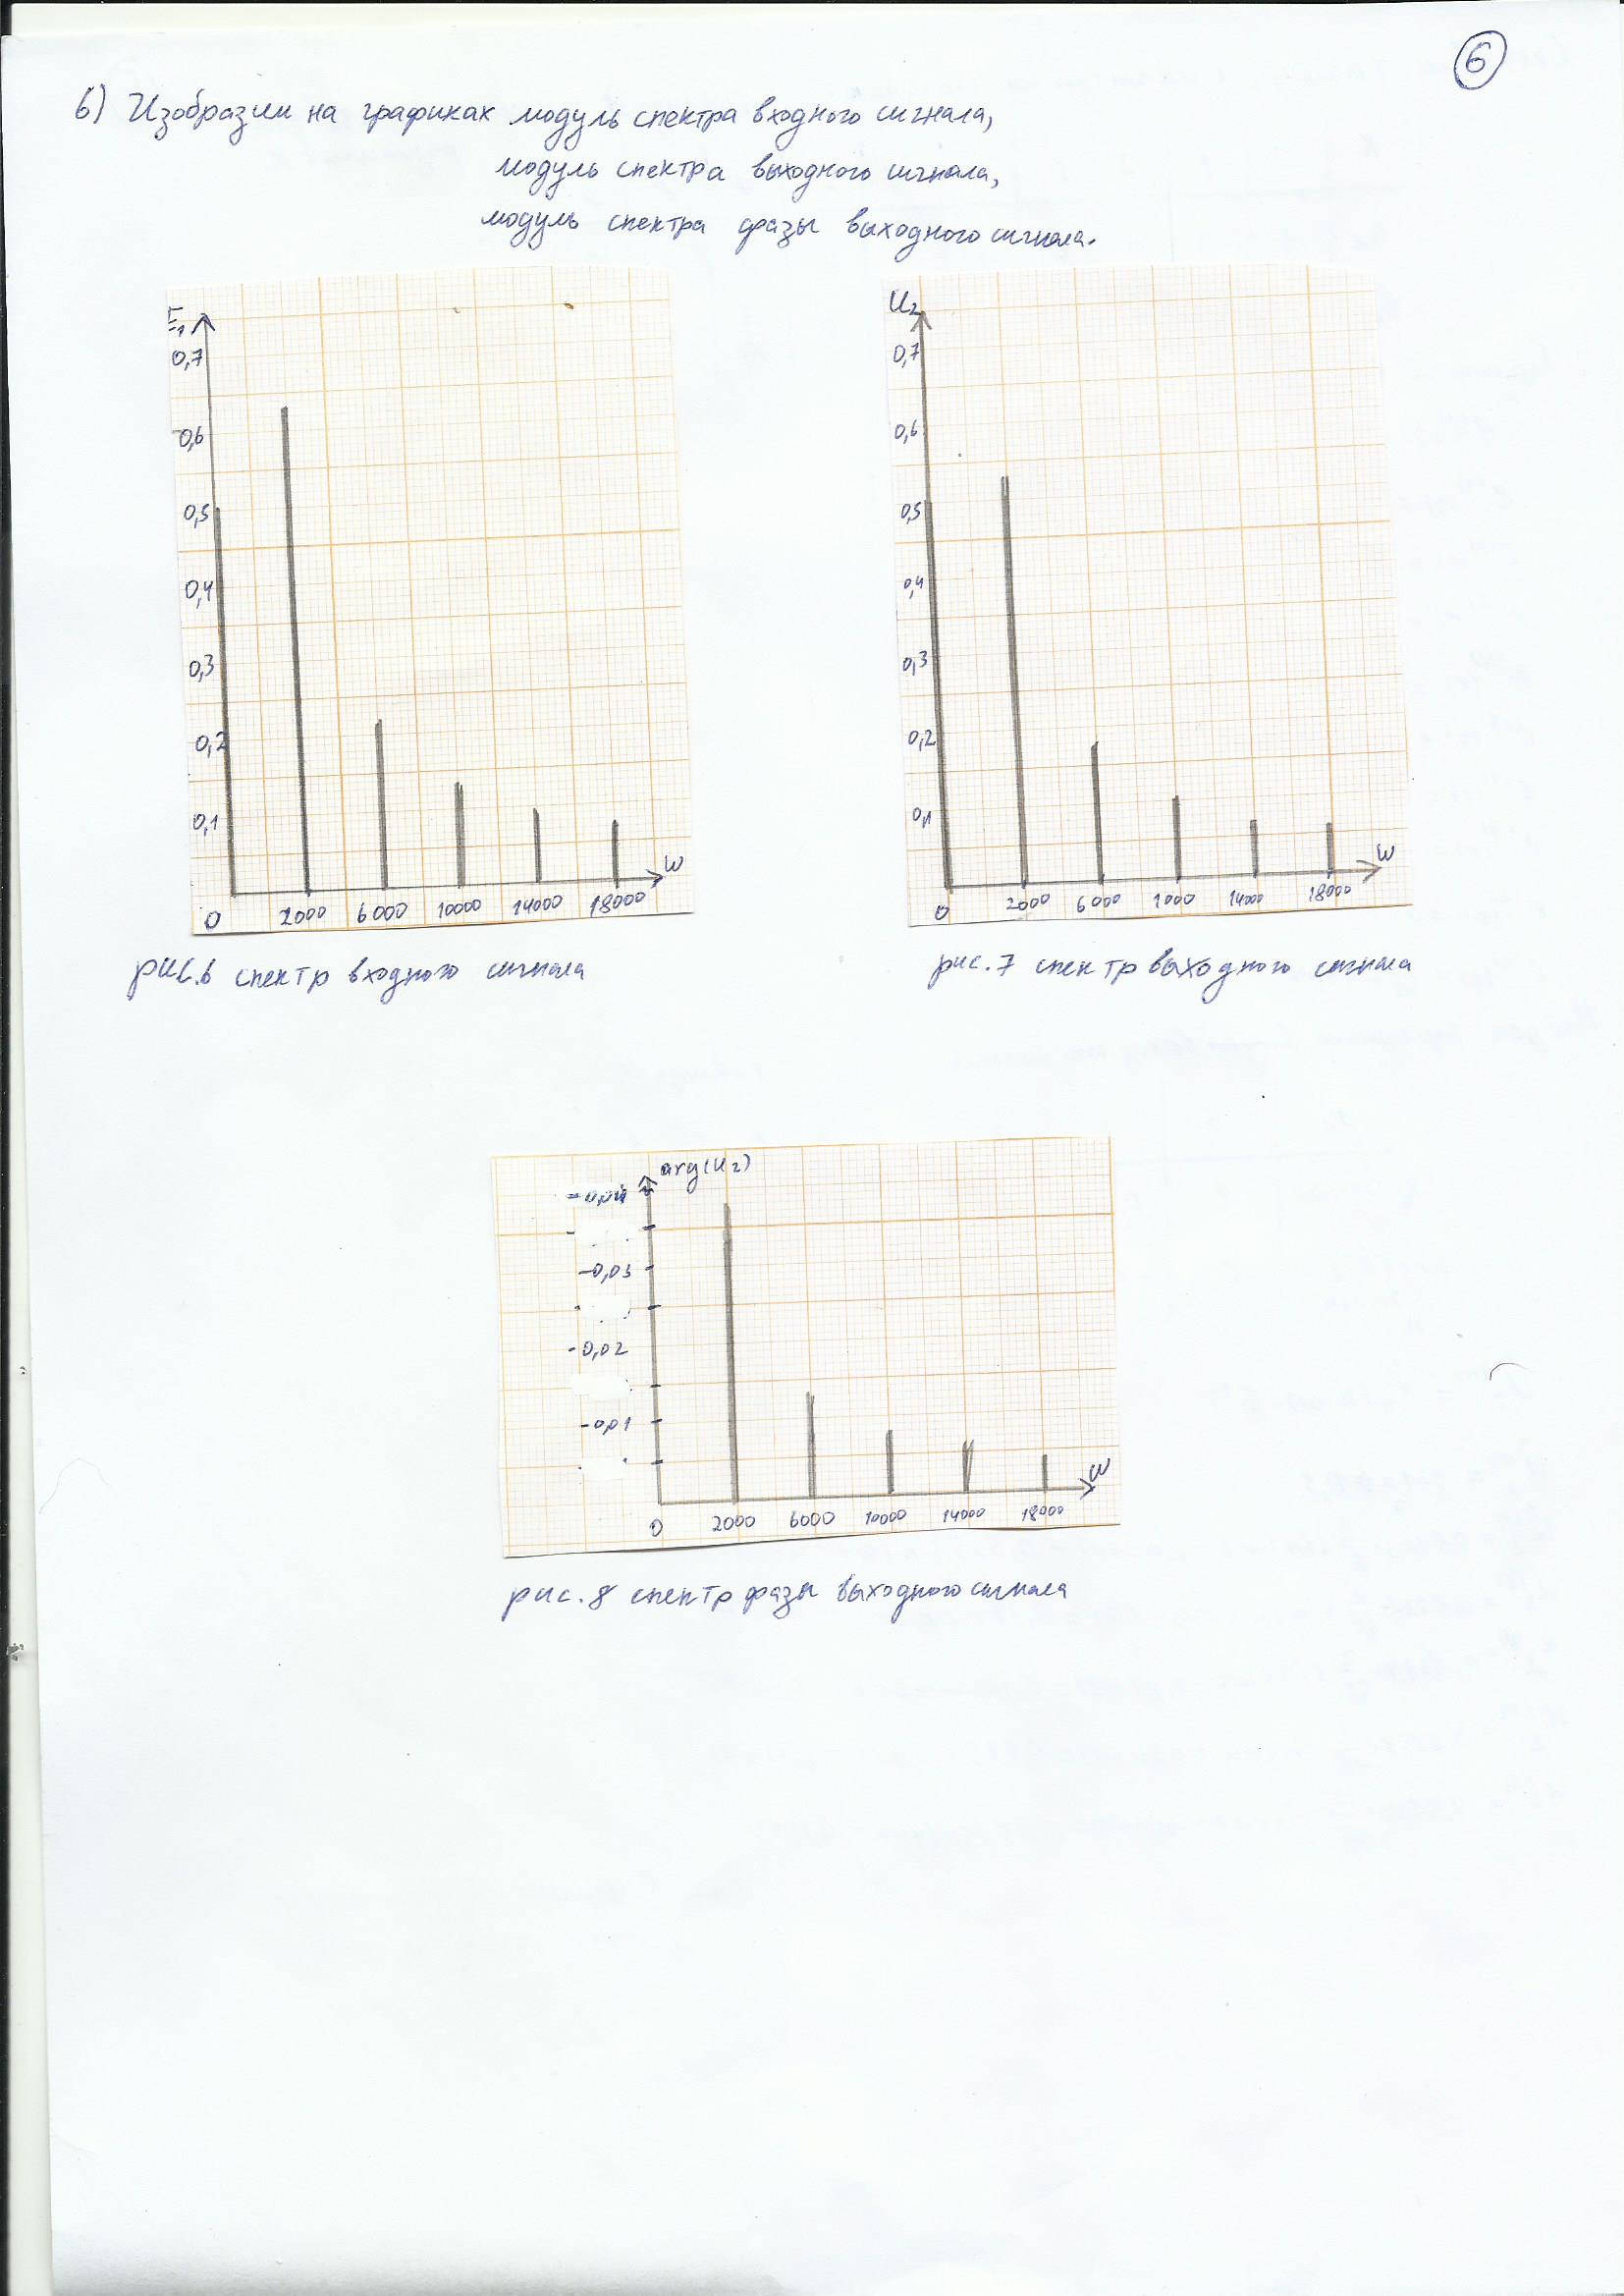 6
6) Изобразим на графиках модуль спектра входного сигнала,
модуль спектра выходного сигнала,
модуль спектра фазы выходного сигнала.
E₁
0,7
0,6
0,5
0,4
0,3
0,2
0,1
0 2000 6000 10000 14000 18000
W
рис.6 спектр входного сигнала
U₂
0,7
0,6
0,5
0,4
0,3
0,2
0,1
0 2000 6000 1000 14000 18000
W
рис.7 спектр выходного сигнала
arg(U₂)
-0,04
-0,03
-0,02
-0,01
0 2000 6000 10000 14000 18000
W
рис.8 спектр фазы выходного сигнала